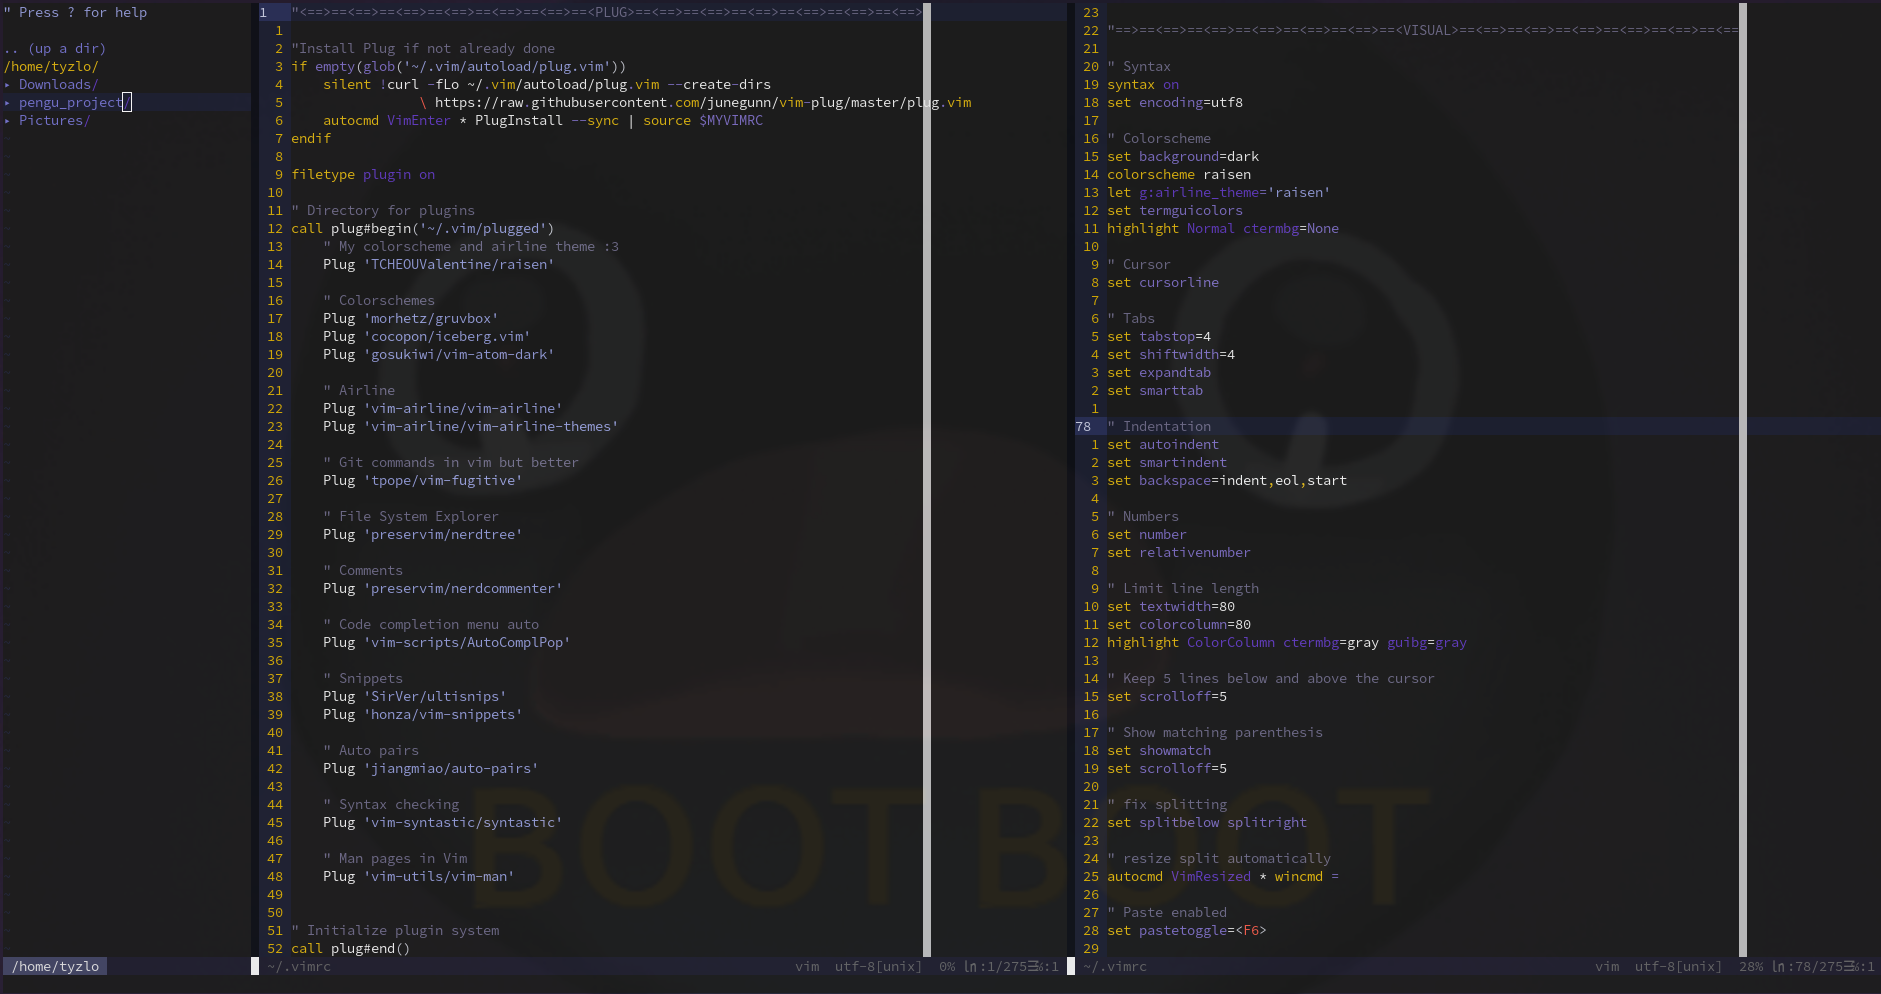 " Press ? for help
.. (up a dir)
/home/tyzlo/
▸ Downloads/
▸ pengu_project/
▸ Pictures/
/home/tyzlo
1 "<==>==<==>==<==>==<==>==<==>==<==>==<PLUG>==<==>==<==>==<==>==<==>==<==>==<==>
1
2 "Install Plug if not already done
3 if empty(glob('~/.vim/autoload/plug.vim'))
4     silent !curl -fLo ~/.vim/autoload/plug.vim --create-dirs
5                 \ https://raw.githubusercontent.com/junegunn/vim-plug/master/plug.vim
6     autocmd VimEnter * PlugInstall --sync | source $MYVIMRC
7 endif
8
9 filetype plugin on
10
11 " Directory for plugins
12 call plug#begin('~/.vim/plugged')
13     " My colorscheme and airline theme :3
14     Plug 'TCHEOUValentine/raisen'
15
16     " Colorschemes
17     Plug 'morhetz/gruvbox'
18     Plug 'cocopon/iceberg.vim'
19     Plug 'gosukiwi/vim-atom-dark'
20
21     " Airline
22     Plug 'vim-airline/vim-airline'
23     Plug 'vim-airline/vim-airline-themes'
24
25     " Git commands in vim but better
26     Plug 'tpope/vim-fugitive'
27
28     " File System Explorer
29     Plug 'preservim/nerdtree'
30
31     " Comments
32     Plug 'preservim/nerdcommenter'
33
34     " Code completion menu auto
35     Plug 'vim-scripts/AutoComplPop'
36
37     " Snippets
38     Plug 'SirVer/ultisnips'
39     Plug 'honza/vim-snippets'
40
41     " Auto pairs
42     Plug 'jiangmiao/auto-pairs'
43
44     " Syntax checking
45     Plug 'vim-syntastic/syntastic'
46
47     " Man pages in Vim
48     Plug 'vim-utils/vim-man'
49
50
51 " Initialize plugin system
52 call plug#end()
~/.vimrc vim utf-8[unix] 0% ㏑:1/275☰℅:1
23
22 "==>==<==>==<==>==<==>==<==>==<==>==<VISUAL>==<==>==<==>==<==>==<==>==<==>==<==
21
20 " Syntax
19 syntax on
18 set encoding=utf8
17
16 " Colorscheme
15 set background=dark
14 colorscheme raisen
13 let g:airline_theme='raisen'
12 set termguicolors
11 highlight Normal ctermbg=None
10
9 " Cursor
8 set cursorline
7
6 " Tabs
5 set tabstop=4
4 set shiftwidth=4
3 set expandtab
2 set smarttab
1
78 " Indentation
1 set autoindent
2 set smartindent
3 set backspace=indent,eol,start
4
5 " Numbers
6 set number
7 set relativenumber
8
9 " Limit line length
10 set textwidth=80
11 set colorcolumn=80
12 highlight ColorColumn ctermbg=gray guibg=gray
13
14 " Keep 5 lines below and above the cursor
15 set scrolloff=5
16
17 " Show matching parenthesis
18 set showmatch
19 set scrolloff=5
20
21 " fix splitting
22 set splitbelow splitright
23
24 " resize split automatically
25 autocmd VimResized * wincmd =
26
27 " Paste enabled
28 set pastetoggle=<F6>
29
~/.vimrc vim utf-8[unix] 28% ㏑:78/275☰℅:1
BOOT BOOT